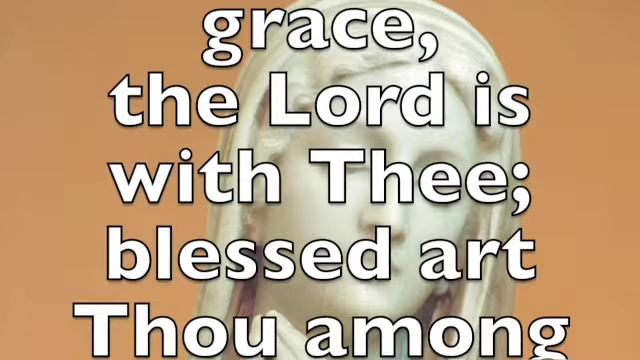 grace,
the Lord is
with Thee;
blessed art
Thou among